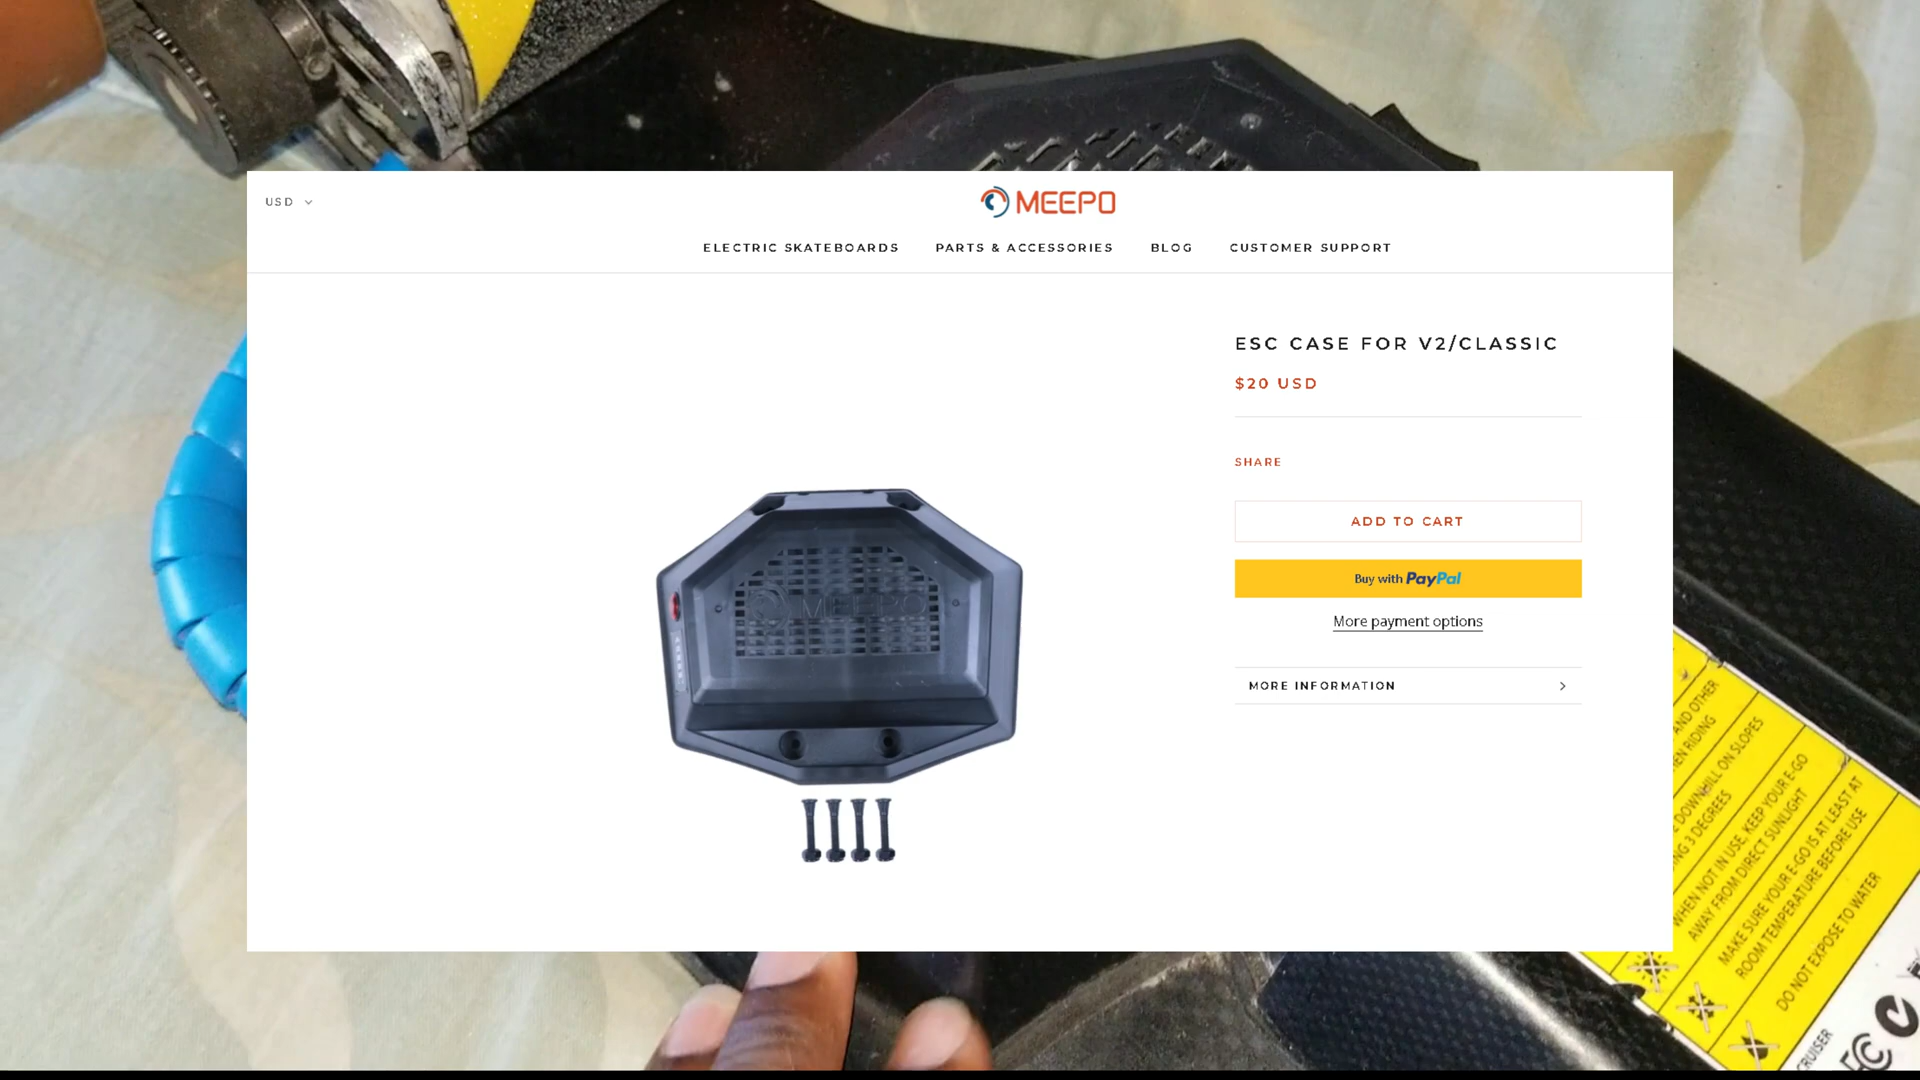 USD
MEEPO
ELECTRIC SKATEBOARDS PARTS & ACCESSORIES BLOG CUSTOMER SUPPORT
ESC CASE FOR V2/CLASSIC
$20 USD
SHARE
ADD TO CART
Buy with PayPal
More payment options
MORE INFORMATION
MEEPO
AND OTHER
EN RIDING
DOWNHILL ON SLOPES
NG 3 DEGREES
WHEN NOT IN USE, KEEP YOUR E-GO
AWAY FROM DIRECT SUNLIGHT
MAKE SURE YOUR E-GO IS AT LEAST AT
ROOM TEMPERATURE BEFORE USE
DO NOT EXPOSE TO WATER
CRUISER
FC